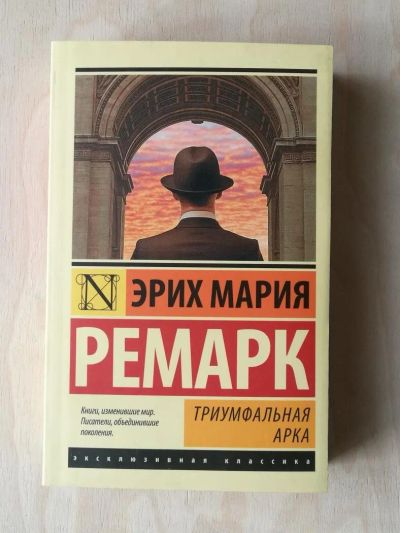 N
ЭРИХ МАРИЯ
РЕМАРК
Книги, изменившие мир.
Писатели, объединившие
поколения.
ТРИУМФАЛЬНАЯ
АРКА
эксклюзивная классика